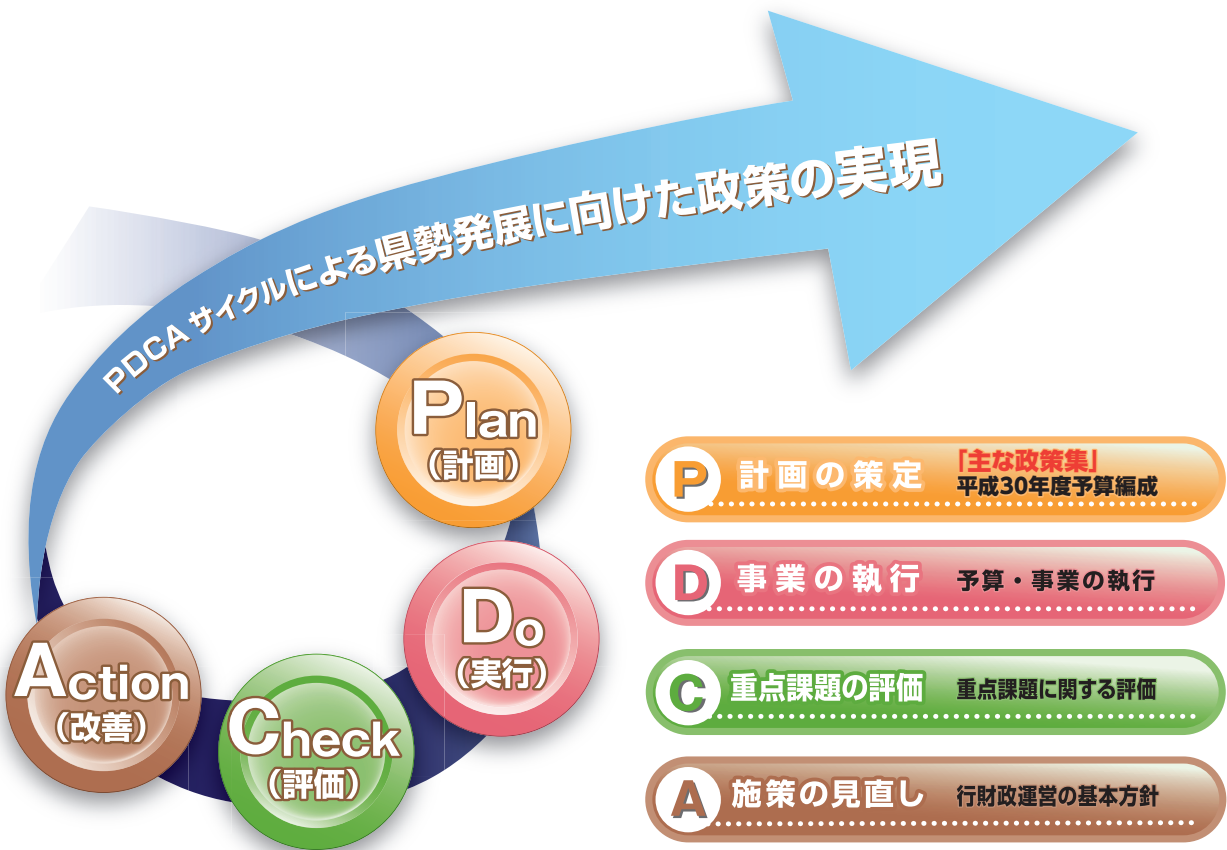 PDCAサイクルによる県勢発展に向けた政策の実現
Plan
(計画)
Do
(実行)
Check
(評価)
Action
(改善)
P 計画の策定 「主な政策集」
平成30年度予算編成
D 事業の執行 予算・事業の執行
C 重点課題の評価 重点課題に関する評価
A 施策の見直し 行財政運営の基本方針